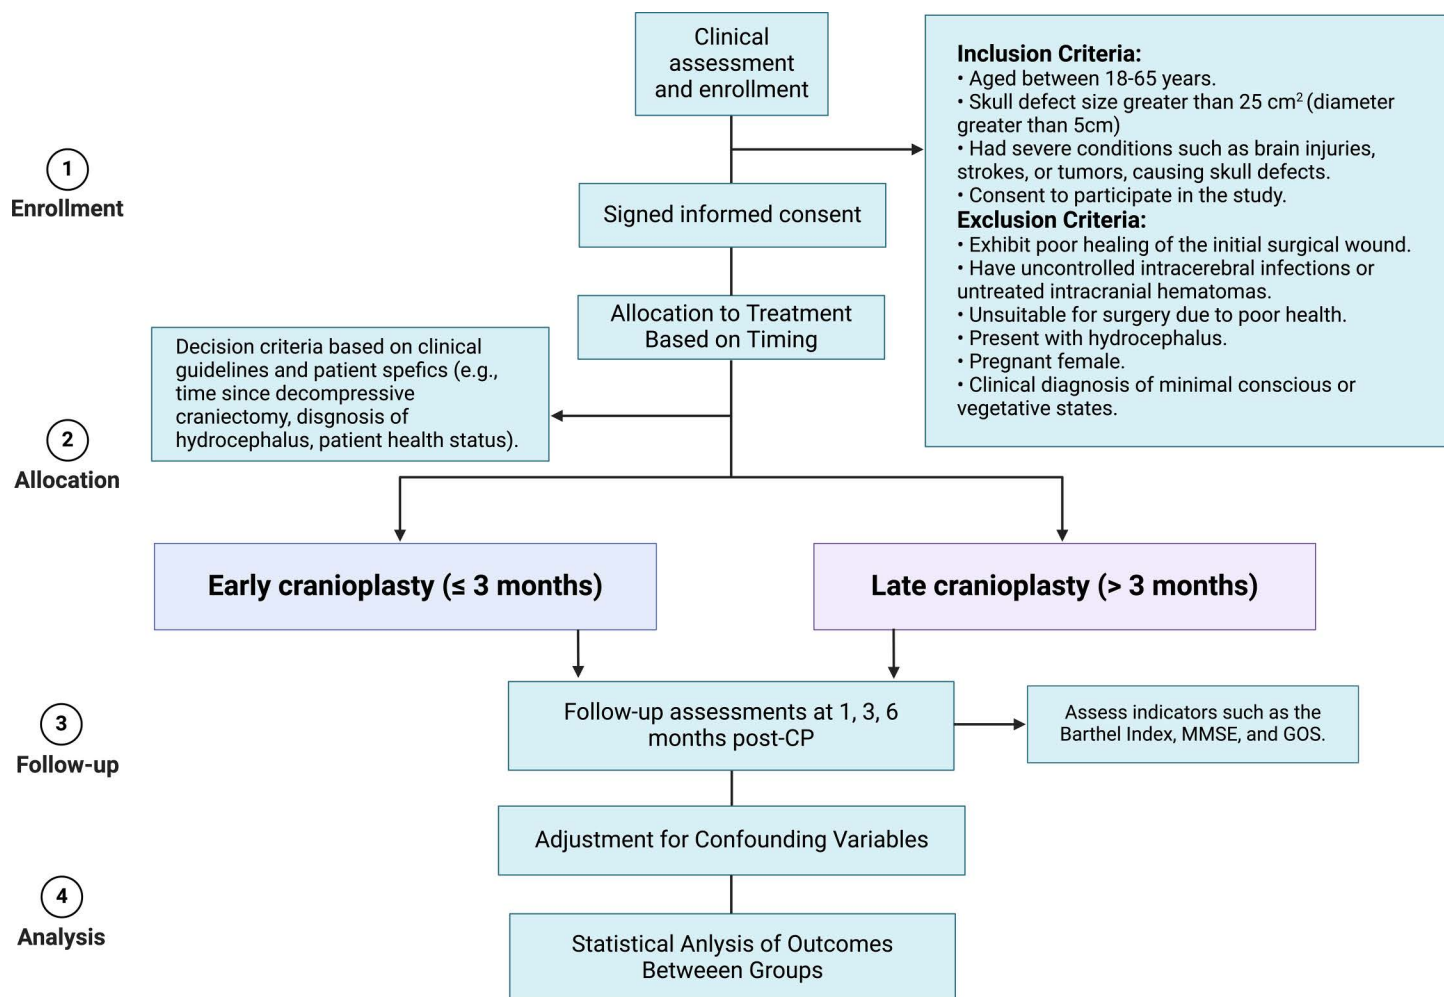 Clinical
assessment
and enrollment
Inclusion Criteria:
• Aged between 18-65 years.
• Skull defect size greater than 25 cm² (diameter
greater than 5cm)
• Had severe conditions such as brain injuries,
strokes, or tumors, causing skull defects.
• Consent to participate in the study.
Exclusion Criteria:
• Exhibit poor healing of the initial surgical wound.
• Have uncontrolled intracerebral infections or
untreated intracranial hematomas.
• Unsuitable for surgery due to poor health.
• Present with hydrocephalus.
• Pregnant female.
• Clinical diagnosis of minimal conscious or
vegetative states.
1
Enrollment
Signed informed consent
Allocation to Treatment
Based on Timing
Decision criteria based on clinical
guidelines and patient spefics (e.g.,
time since decompressive
craniectomy, disgnosis of
hydrocephalus, patient health status).
2
Allocation
Early cranioplasty (≤ 3 months)
Late cranioplasty (> 3 months)
3
Follow-up
Follow-up assessments at 1, 3, 6
months post-CP
Assess indicators such as the
Barthel Index, MMSE, and GOS.
Adjustment for Confounding Variables
4
Analysis
Statistical Anlysis of Outcomes
Betweeen Groups